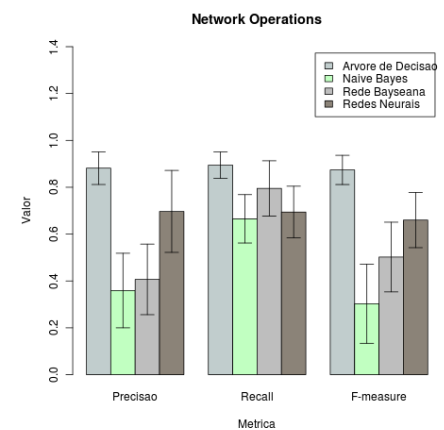 Network Operations
1.4
1.2
1.0
0.8
0.6
0.4
0.2
0.0
Valor
Arvore de Decisao
Naive Bayes
Rede Bayseana
Redes Neurais
Precisao
Recall
F-measure
Metrica